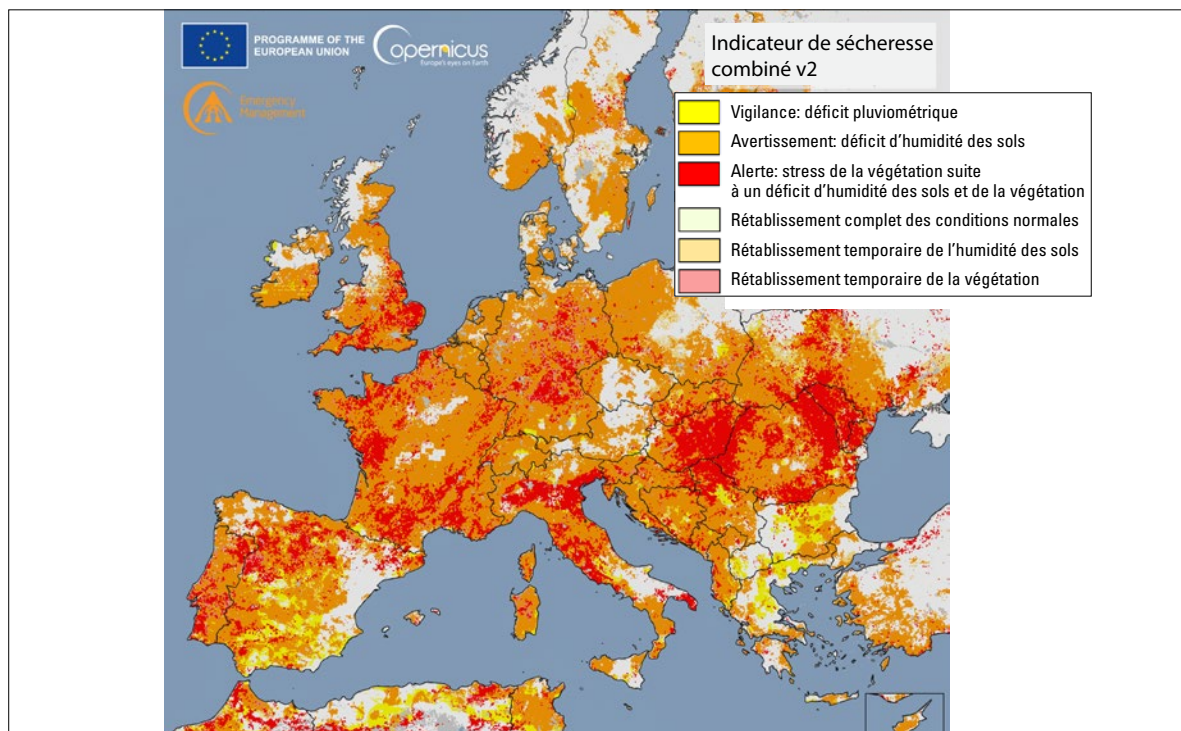 PROGRAMME OF THE
EUROPEAN UNION
opernicus
Europe's eyes on Earth
Emergency
Management
Indicateur de sécheresse
combiné v2
Vigilance: déficit pluviométrique
Avertissement: déficit d'humidité des sols
Alerte: stress de la végétation suite
à un déficit d'humidité des sols et de la végétation
Rétablissement complet des conditions normales
Rétablissement temporaire de l'humidité des sols
Rétablissement temporaire de la végétation